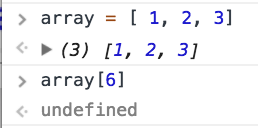 > array = [ 1, 2, 3]
<· ▶ (3) [1, 2, 3]
> array[6]
<· undefined